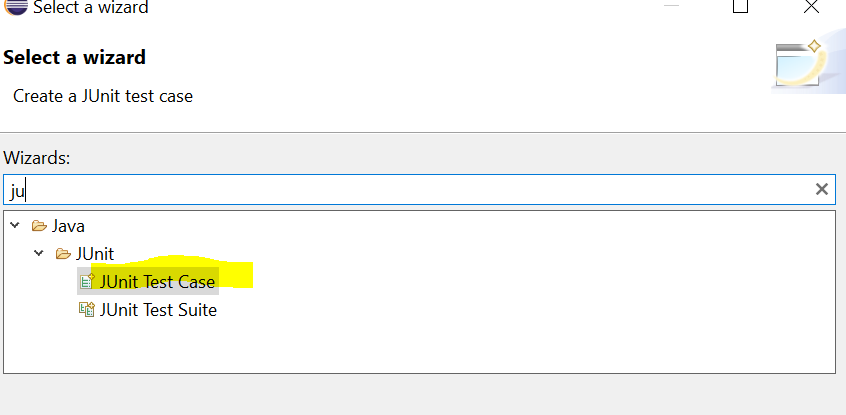 Select a wizard
Select a wizard
Create a JUnit test case
Wizards:
ju
Java
JUnit
JUnit Test Case
JUnit Test Suite